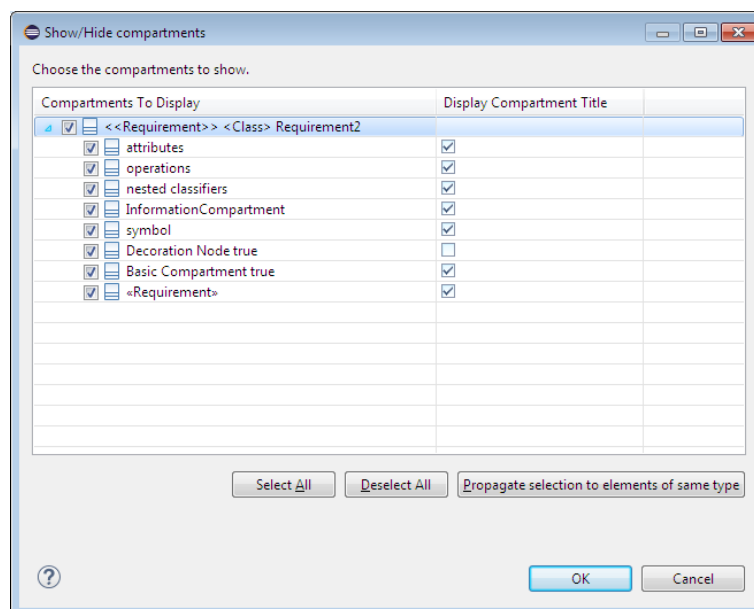 Show/Hide compartments
Choose the compartments to show.
Compartments To Display Display Compartment Title
<<Requirement>> <Class> Requirement2
attributes
operations
nested classifiers
InformationCompartment
symbol
Decoration Node true
Basic Compartment true
«Requirement»
Select All Deselect All Propagate selection to elements of same type
? OK Cancel